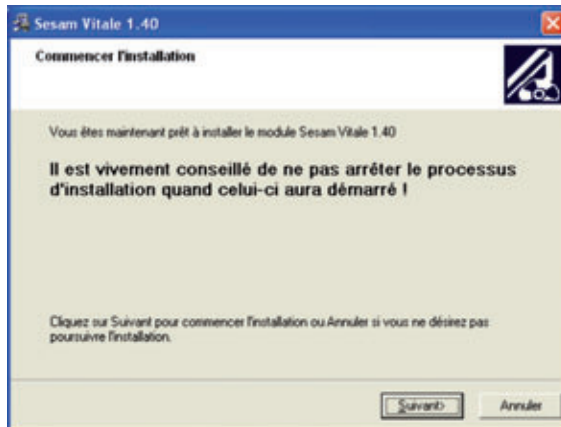 Sesam Vitale 1.40
Commencer l'installation
Vous êtes maintenant prêt à installer le module Sesam Vitale 1.40
Il est vivement conseillé de ne pas arrêter le processus
d'installation quand celui-ci aura démarré !
Cliquez sur Suivant pour commencer l'installation ou Annuler si vous ne désirez pas
poursuivre l'installation.
Suivant>
Annuler